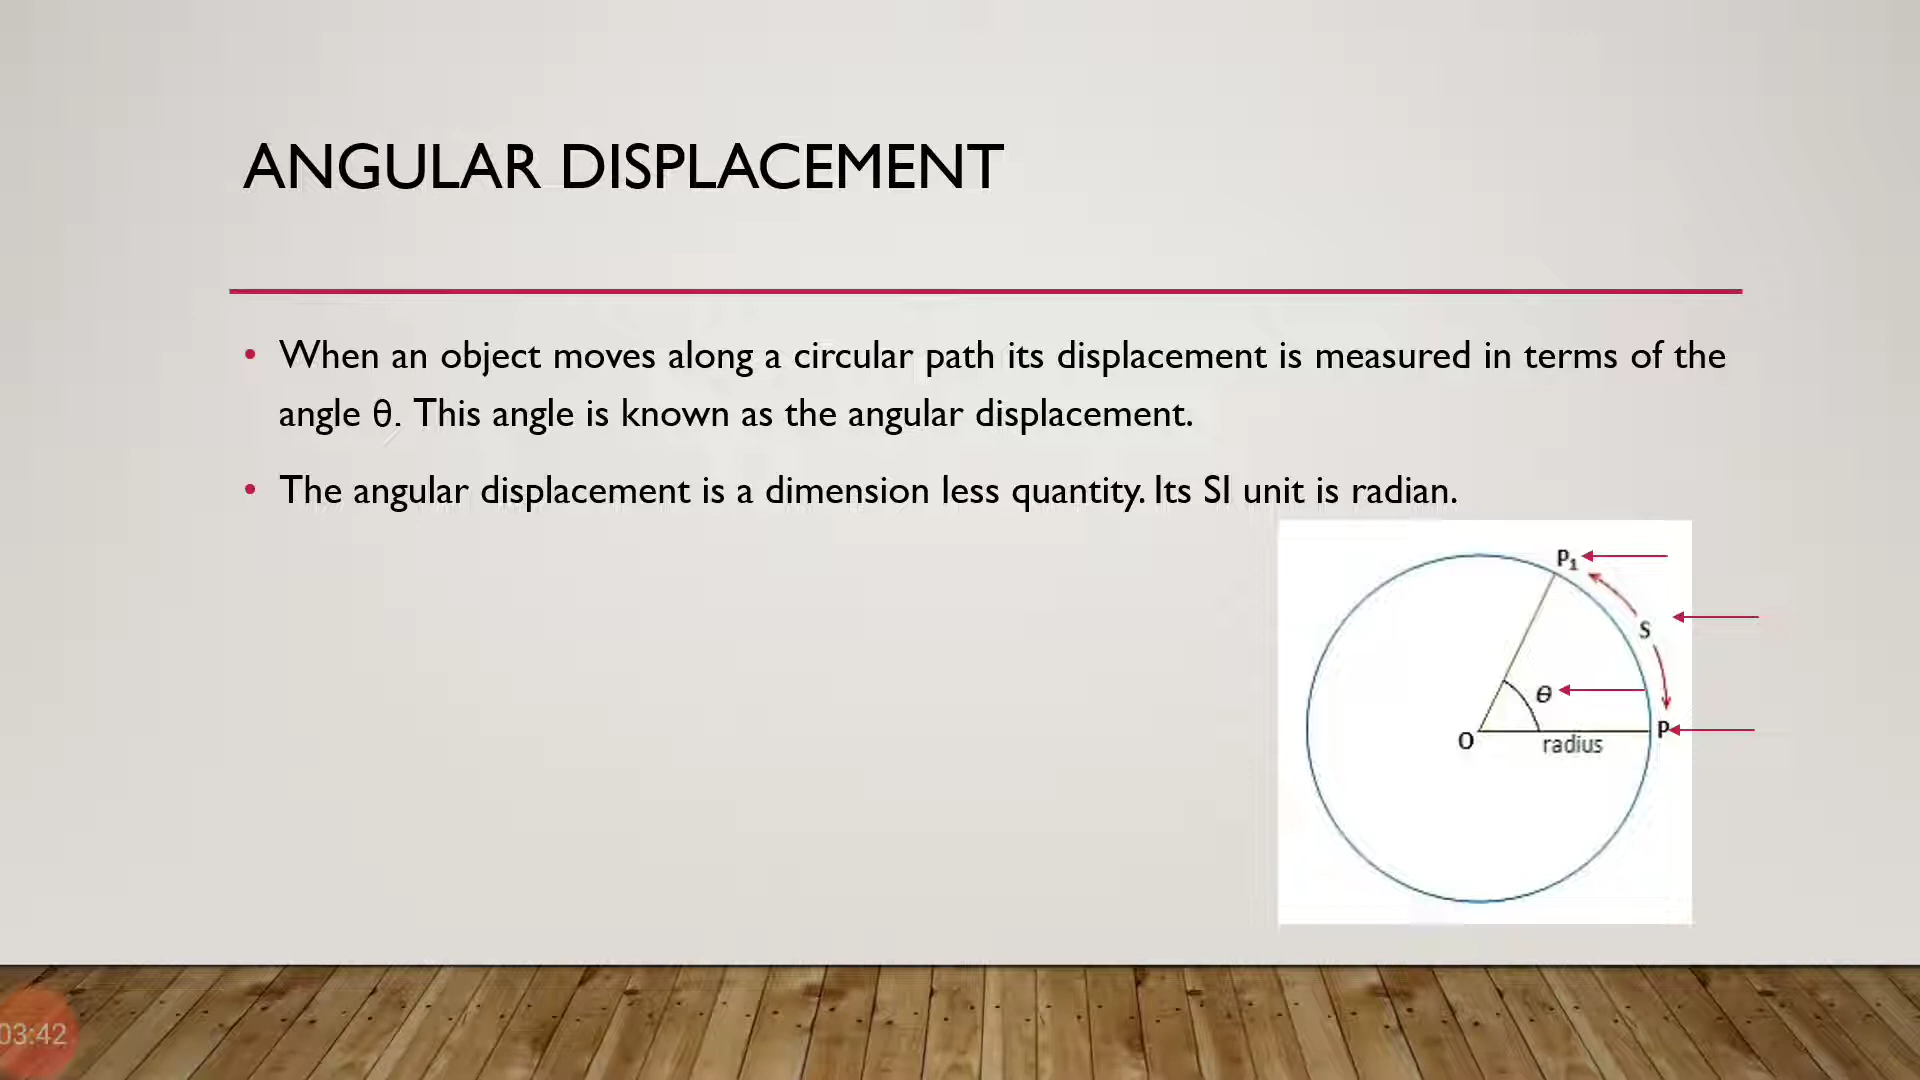 ANGULAR DISPLACEMENT
• When an object moves along a circular path its displacement is measured in terms of the
angle θ. This angle is known as the angular displacement.
• The angular displacement is a dimension less quantity. Its SI unit is radian.
P₁
S
θ
O
P
radius
03:42